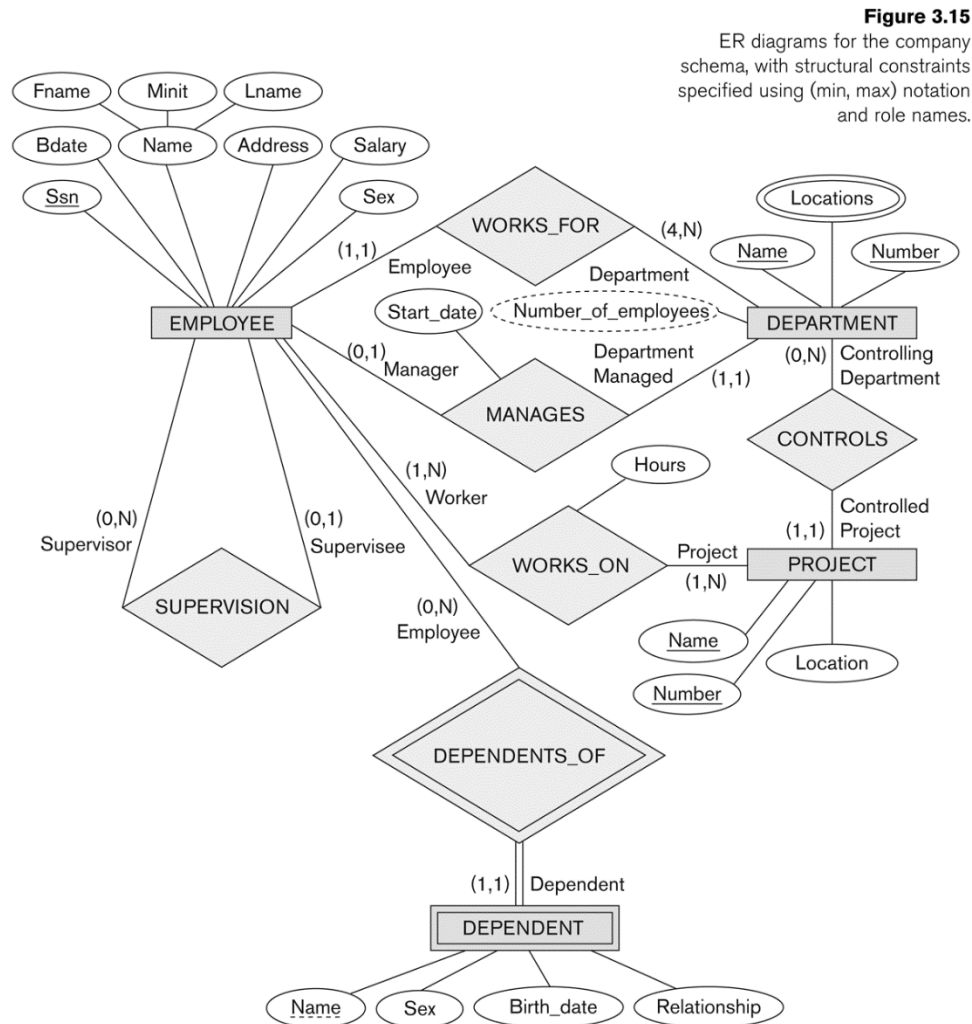 Figure 3.15
ER diagrams for the company
schema, with structural constraints
specified using (min, max) notation
and role names.
Fname
Minit
Lname
Bdate
Name
Address
Salary
Ssn
Sex
WORKS_FOR
Locations
Name
Number
(1,1)
Employee
(4,N)
Department
EMPLOYEE
Start_date
Number_of_employees
DEPARTMENT
(0,1)
Manager
Department
Managed
(1,1)
(0,N)
Controlling
Department
MANAGES
CONTROLS
Hours
(1,N)
Worker
(0,N)
Supervisor
(0,1)
Supervisee
Controlled
Project
(1,1)
WORKS_ON
Project
(1,N)
PROJECT
SUPERVISION
(0,N)
Employee
Name
Location
Number
DEPENDENTS_OF
(1,1)
Dependent
DEPENDENT
Name
Sex
Birth_date
Relationship